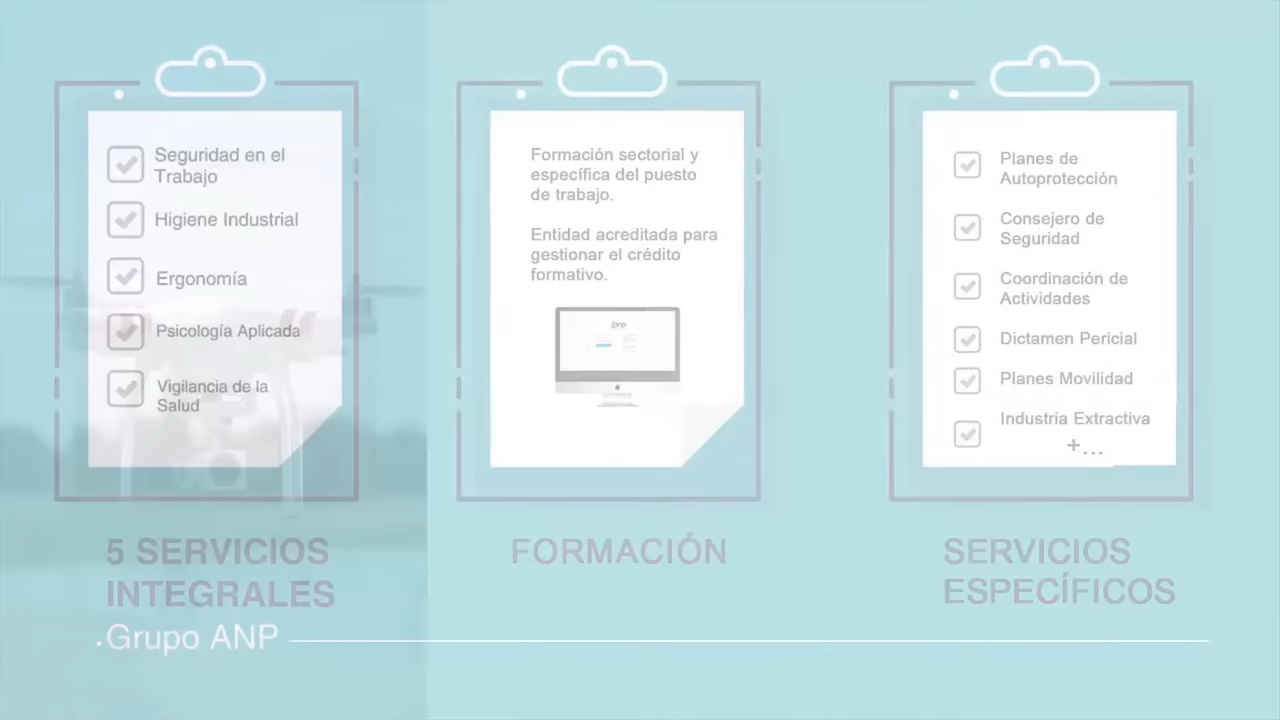 Seguridad en el
Trabajo
Higiene Industrial
Ergonomía
Psicología Aplicada
Vigilancia de la
Salud
5 SERVICIOS
INTEGRALES
Formación sectorial y
específica del puesto
de trabajo.
Entidad acreditada para
gestionar el crédito
formativo.
anp
FORMACIÓN
Planes de
Autoprotección
Consejero de
Seguridad
Coordinación de
Actividades
Dictamen Pericial
Planes Movilidad
Industria Extractiva
+...
SERVICIOS
ESPECÍFICOS
Grupo ANP